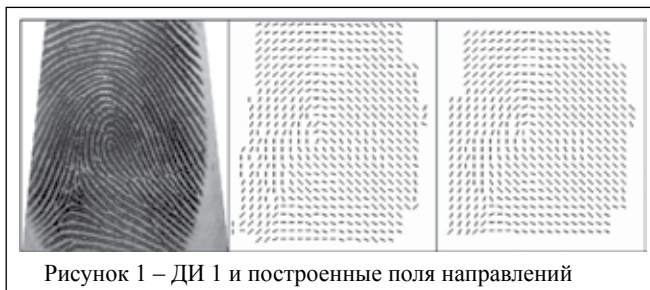 Рисунок 1 – ДИ 1 и построенные поля направлений